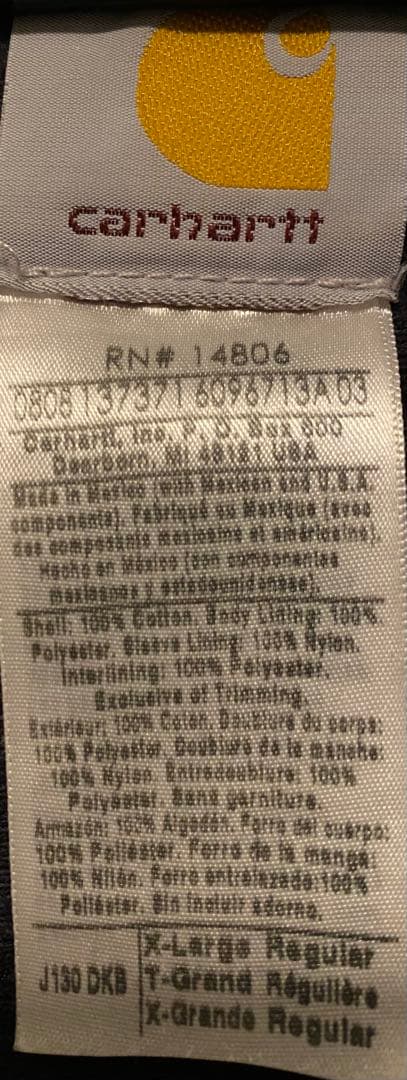 carhartt
RN# 14806
0808 137371 6096713A 03
Carhartt, Inc. P. O. Box 600
Dearborn, MI 48121 USA
Made in Mexico (with Mexican and U.S.A.
components). Fabriqué au Mexique (avec
des composants mexicains et américains).
Hecho en México (con componentes
mexicanos y estadounidenses).
Shell: 100% Cotton. Body Lining: 100%
Polyester. Sleeve Lining: 100% Nylon.
Interlining: 100% Polyester.
Exclusive of Trimming.
Extérieur: 100% Coton. Doublure du corps:
100% Polyester. Doublure de la manche:
100% Nylon. Entredoublure: 100%
Polyester. Sans garniture.
Armazón: 100% Algodón. Forro del cuerpo:
100% Poliéster. Forro de la manga:
100% Nilón. Forro entrelazado:100%
Poliéster. Sin incluir adorno.
J130 DKB
X-Large Regular
T-Grand Régulière
X-Grande Regular